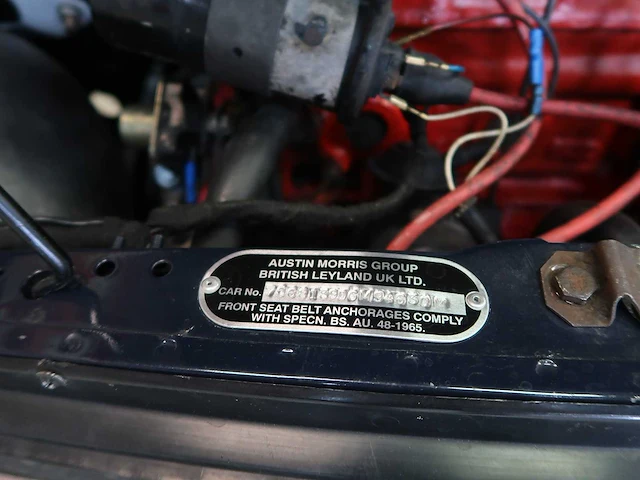 AUSTIN MORRIS GROUP
BRITISH LEYLAND UK LTD.
CAR No.
FRONT SEAT BELT ANCHORAGES COMPLY
WITH SPECN. BS. AU. 48-1965.